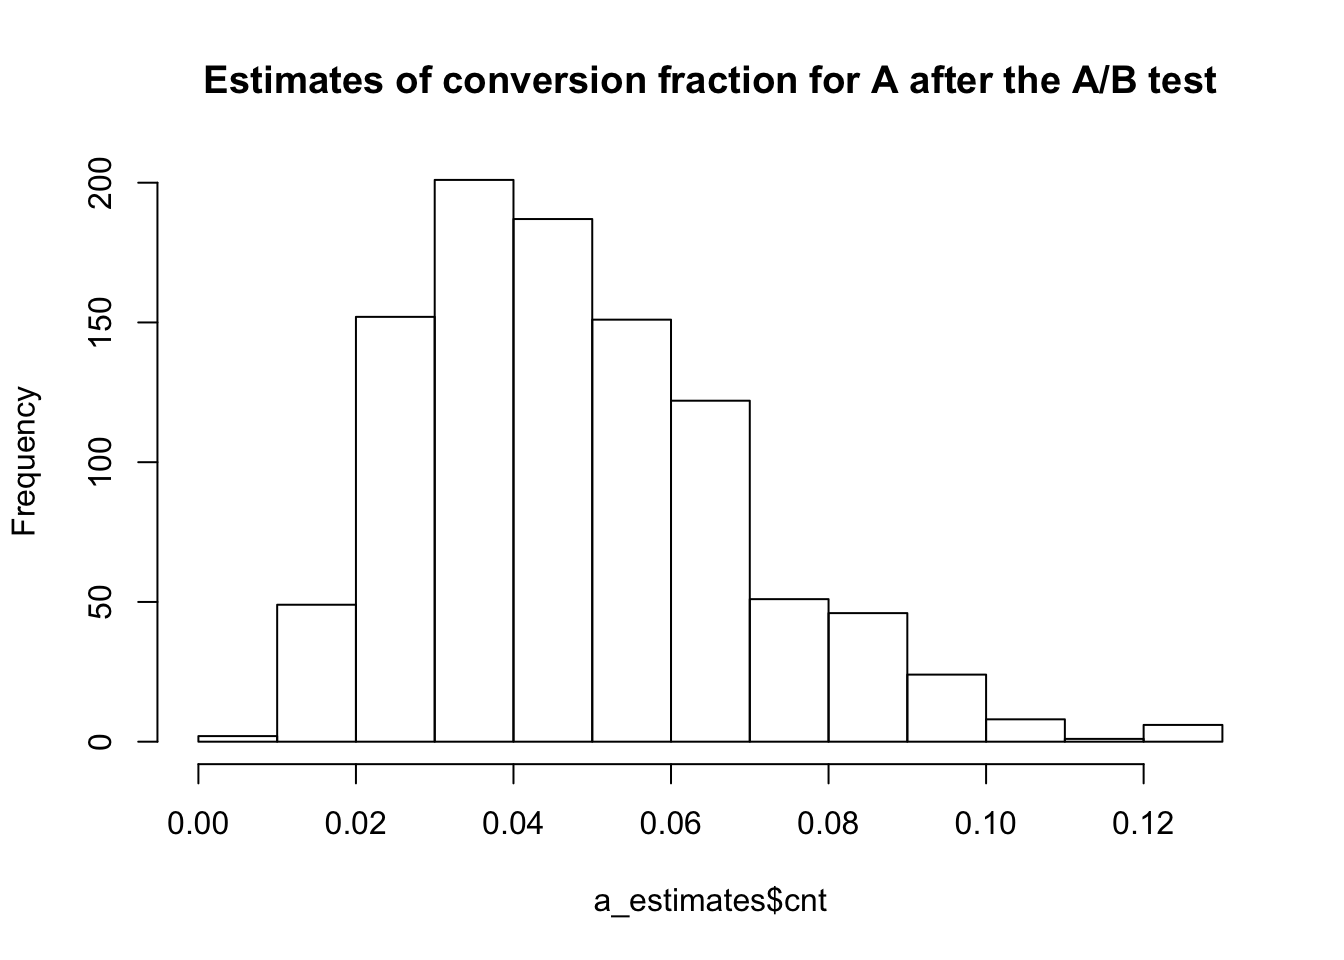 Estimates of conversion fraction for A after the A/B test
Frequency
200
150
100
50
0
0.00 0.02 0.04 0.06 0.08 0.10 0.12
a_estimates$cnt